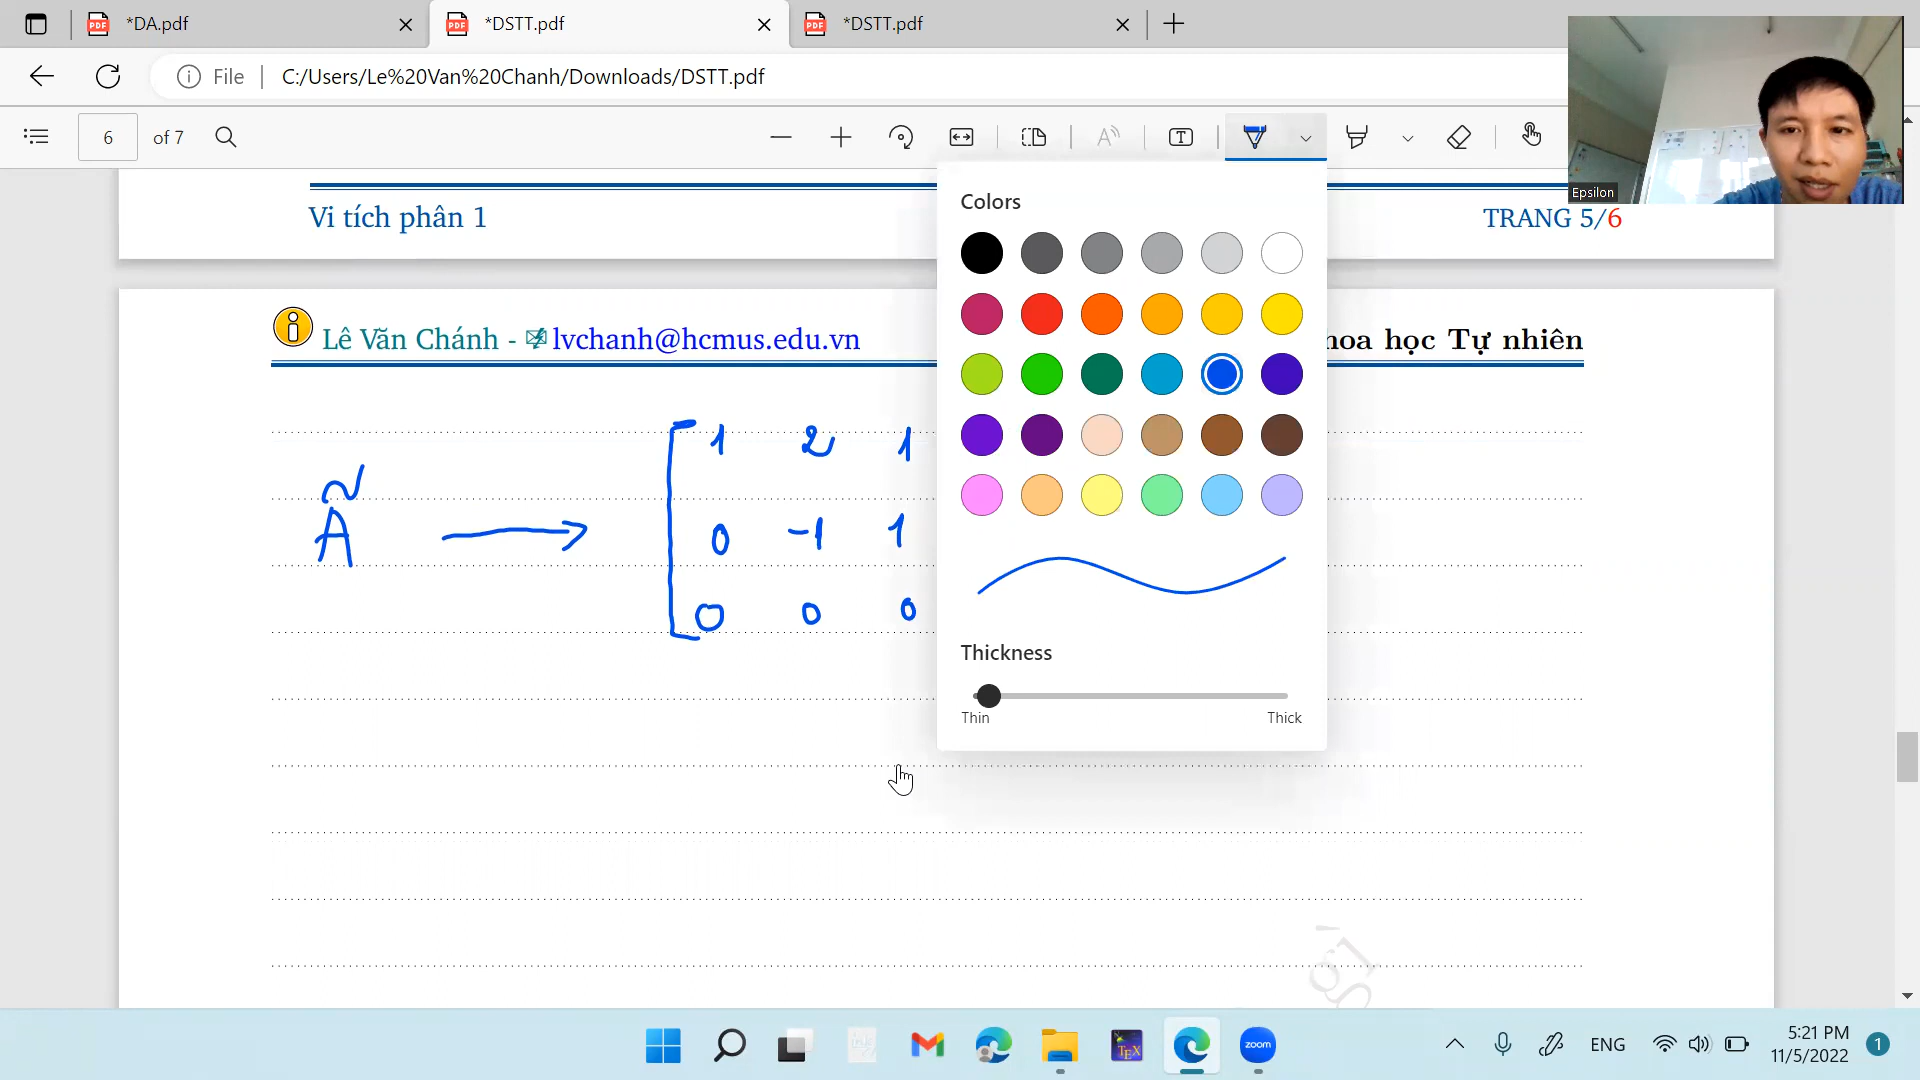 *DA.pdf
*DSTT.pdf
*DSTT.pdf
File
C:/Users/Le%20Van%20Chanh/Downloads/DSTT.pdf
6 of 7
Epsilon
Vi tích phân 1
TRANG 5/6
Colors
Lê Văn Chánh - lvchanh@hcmus.edu.vn
hoa học Tự nhiên
1 2 1
Ã →
0 -1 1
0 0 0
Thickness
Thin Thick
TEX
zoom
ENG
5:21 PM
11/5/2022
1